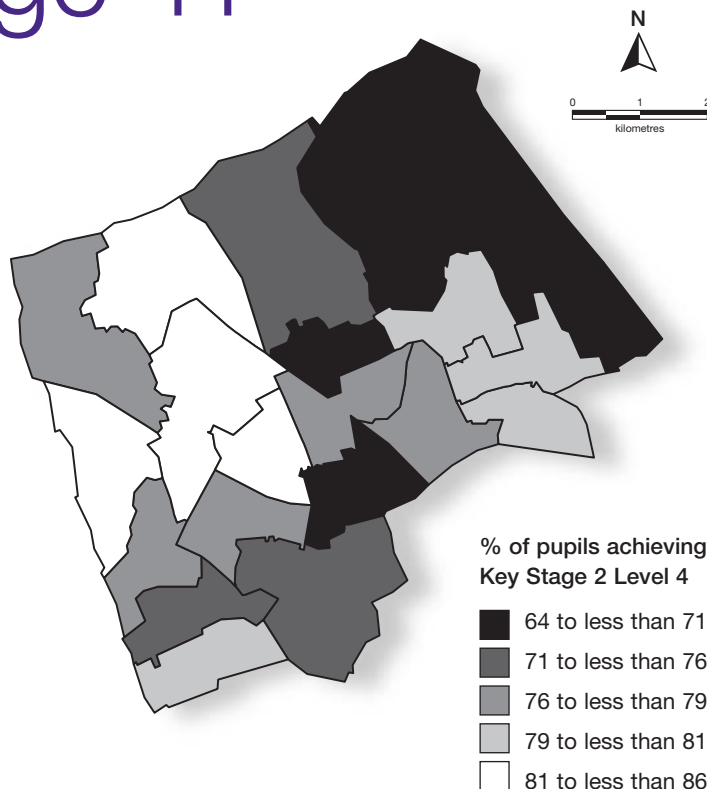 N
0 1 2
kilometres
% of pupils achieving
Key Stage 2 Level 4
64 to less than 71
71 to less than 76
76 to less than 79
79 to less than 81
81 to less than 86